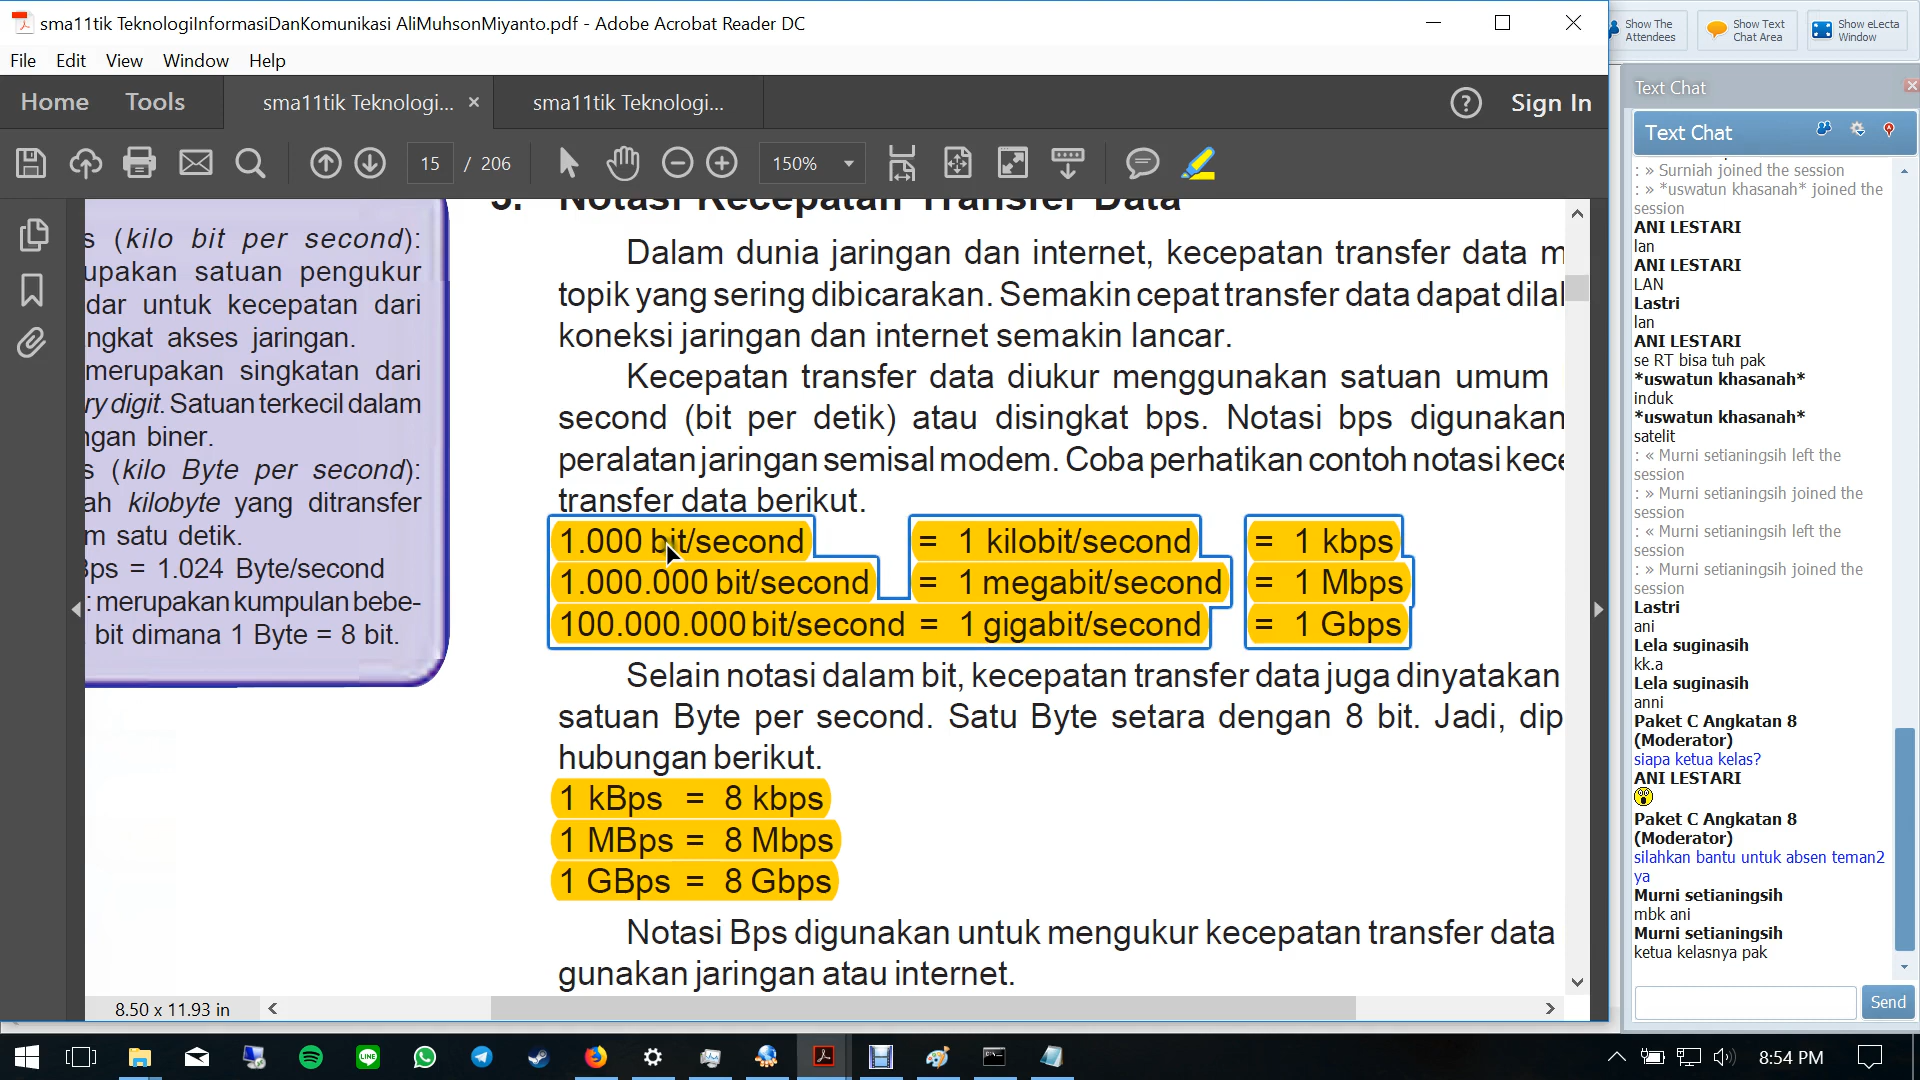 sma11tik TeknologiInformasiDanKomunikasi AliMuhsonMiyanto.pdf - Adobe Acrobat Reader DC
File Edit View Window Help
Home Tools sma11tik Teknologi... × sma11tik Teknologi... Sign In
15 / 206 150%
s (kilo bit per second):
upakan satuan pengukur
dar untuk kecepatan dari
ngkat akses jaringan.
merupakan singkatan dari
ry digit. Satuan terkecil dalam
ngan biner.
s (kilo Byte per second):
ah kilobyte yang ditransfer
m satu detik.
Bps = 1.024 Byte/second
: merupakan kumpulan bebe-
bit dimana 1 Byte = 8 bit.
Notasi Kecepatan Transfer Data
Dalam dunia jaringan dan internet, kecepatan transfer data m
topik yang sering dibicarakan. Semakin cepat transfer data dapat dilal
koneksi jaringan dan internet semakin lancar.
Kecepatan transfer data diukur menggunakan satuan umum
second (bit per detik) atau disingkat bps. Notasi bps digunakan
peralatan jaringan semisal modem. Coba perhatikan contoh notasi kece
transfer data berikut.
1.000 bit/second = 1 kilobit/second = 1 kbps
1.000.000 bit/second = 1 megabit/second = 1 Mbps
100.000.000 bit/second = 1 gigabit/second = 1 Gbps
Selain notasi dalam bit, kecepatan transfer data juga dinyatakan
satuan Byte per second. Satu Byte setara dengan 8 bit. Jadi, dip
hubungan berikut.
1 kBps = 8 kbps
1 MBps = 8 Mbps
1 GBps = 8 Gbps
Notasi Bps digunakan untuk mengukur kecepatan transfer data
gunakan jaringan atau internet.
8.50 x 11.93 in
Show The Attendees
Show Text Chat Area
Show eLecta Window
Text Chat
Text Chat
: » Surniah joined the session
: » *uswatun khasanah* joined the
session
ANI LESTARI
lan
ANI LESTARI
LAN
Lastri
lan
ANI LESTARI
se RT bisa tuh pak
*uswatun khasanah*
induk
*uswatun khasanah*
satelit
: « Murni setianingsih left the
session
: » Murni setianingsih joined the
session
: « Murni setianingsih left the
session
: » Murni setianingsih joined the
session
Lastri
ani
Lela suginasih
kk.a
Lela suginasih
anni
Paket C Angkatan 8
(Moderator)
siapa ketua kelas?
ANI LESTARI
Paket C Angkatan 8
(Moderator)
silahkan bantu untuk absen teman2
ya
Murni setianingsih
mbk ani
Murni setianingsih
ketua kelasnya pak
Send
LINE
8:54 PM